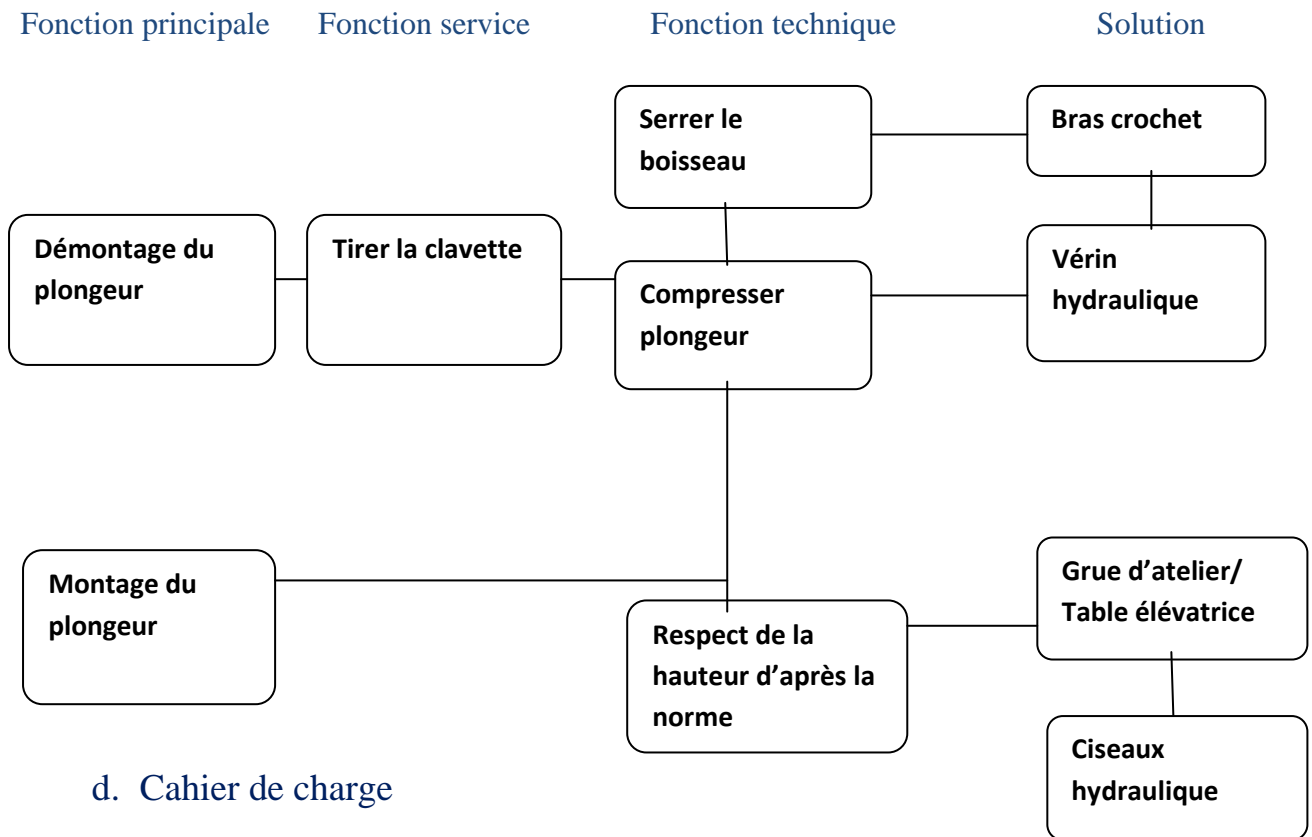 Fonction principale Fonction service Fonction technique Solution
Serrer le
boisseau
Bras crochet
Démontage du
plongeur
Tirer la clavette
Compresser
plongeur
Vérin
hydraulique
Montage du
plongeur
Respect de la
hauteur d’après la
norme
Grue d’atelier/
Table élévatrice
Ciseaux
hydraulique
d. Cahier de charge